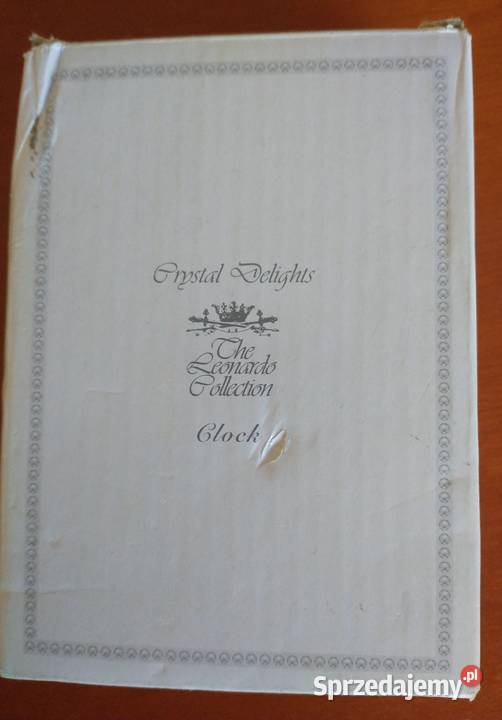 Crystal Delights
The
Leonardo
Collection
Clock
Sprzedajemy.pl